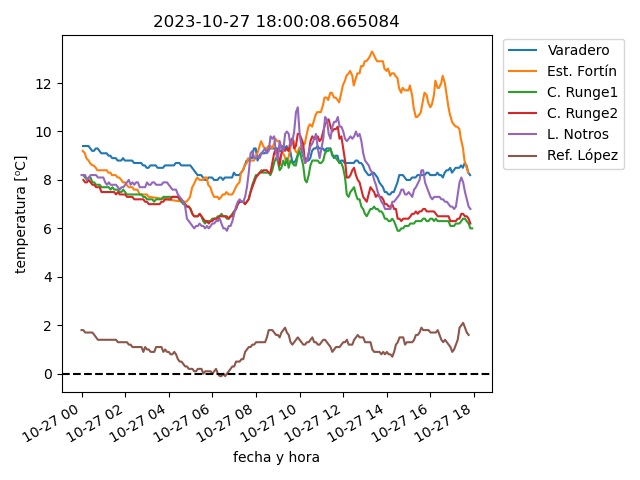 2023-10-27 18:00:08.665084
temperatura [ºC]
12
10
8
6
4
2
0
10-27 00
10-27 02
10-27 04
10-27 06
10-27 08
10-27 10
10-27 12
10-27 14
10-27 16
10-27 18
fecha y hora
Varadero
Est. Fortín
C. Runge1
C. Runge2
L. Notros
Ref. López